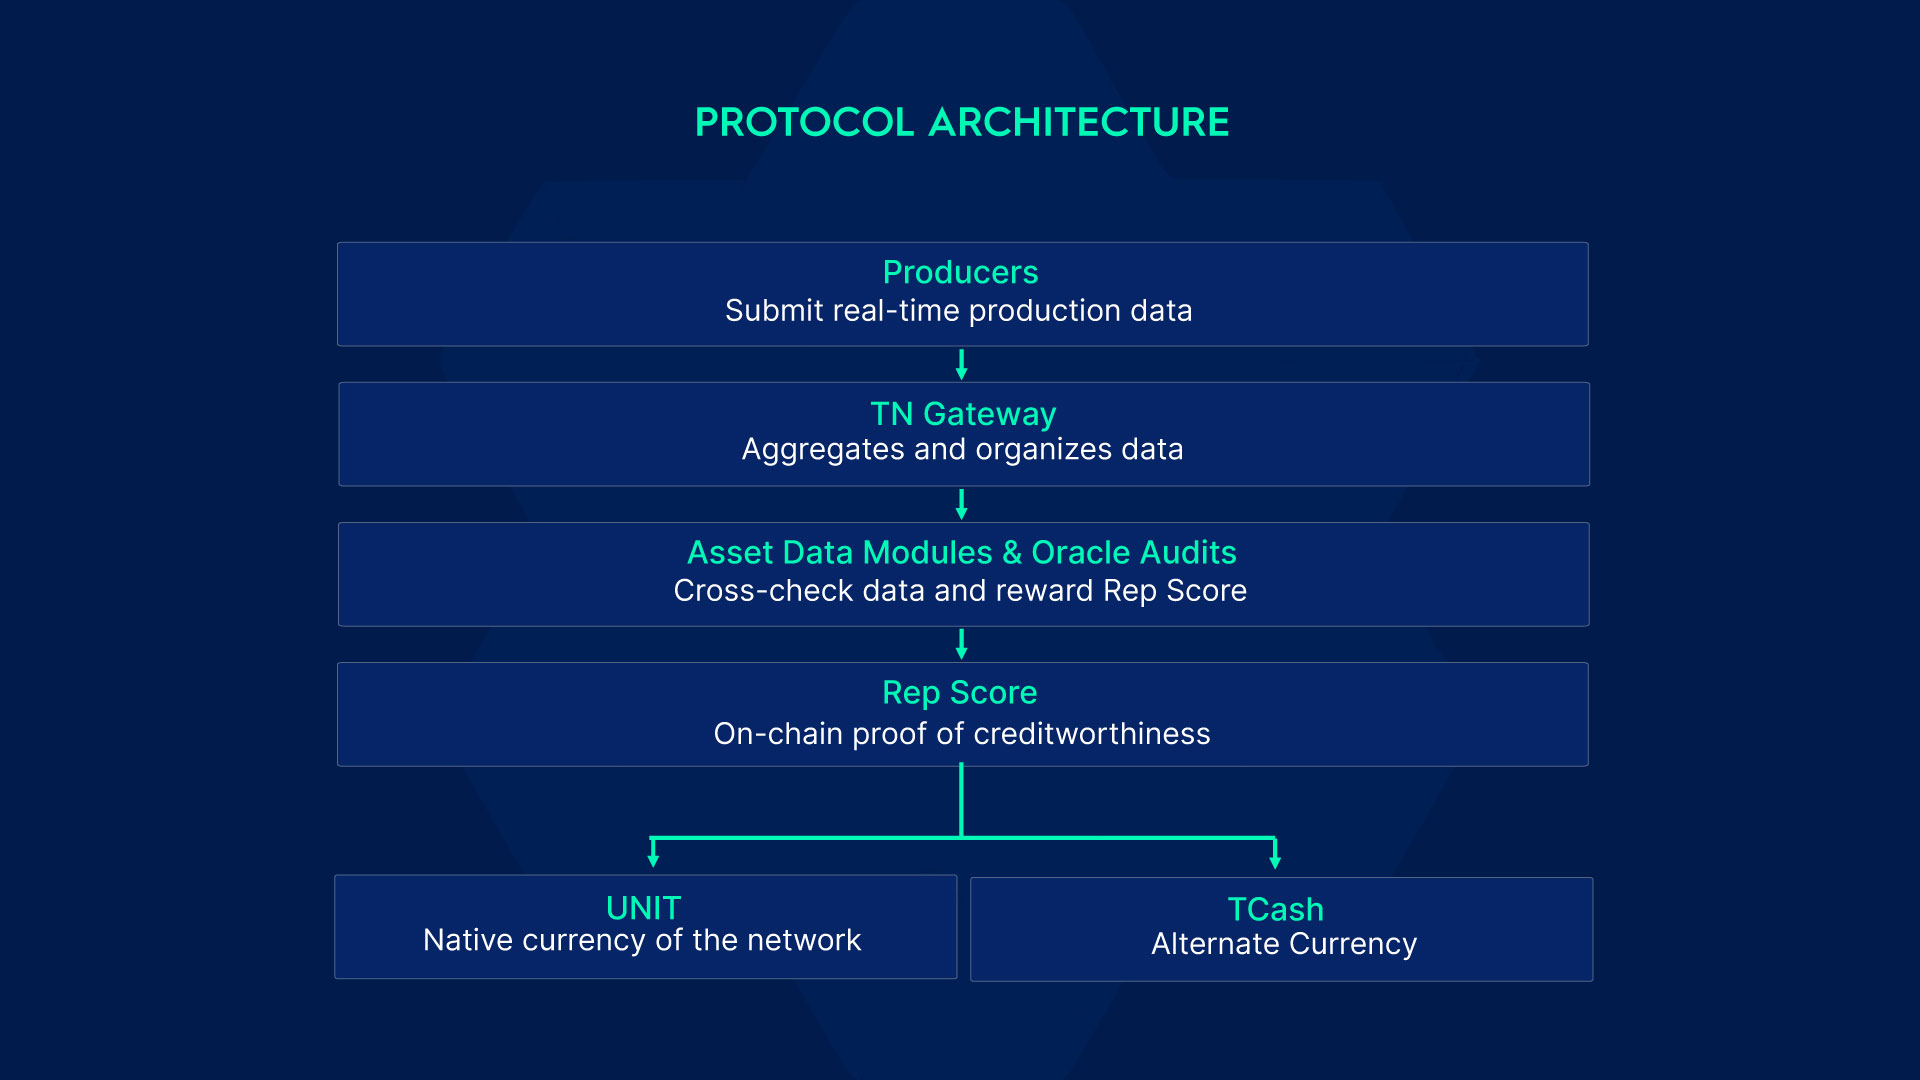 PROTOCOL ARCHITECTURE
Producers
Submit real-time production data
TN Gateway
Aggregates and organizes data
Asset Data Modules & Oracle Audits
Cross-check data and reward Rep Score
Rep Score
On-chain proof of creditworthiness
UNIT
Native currency of the network
TCash
Alternate Currency